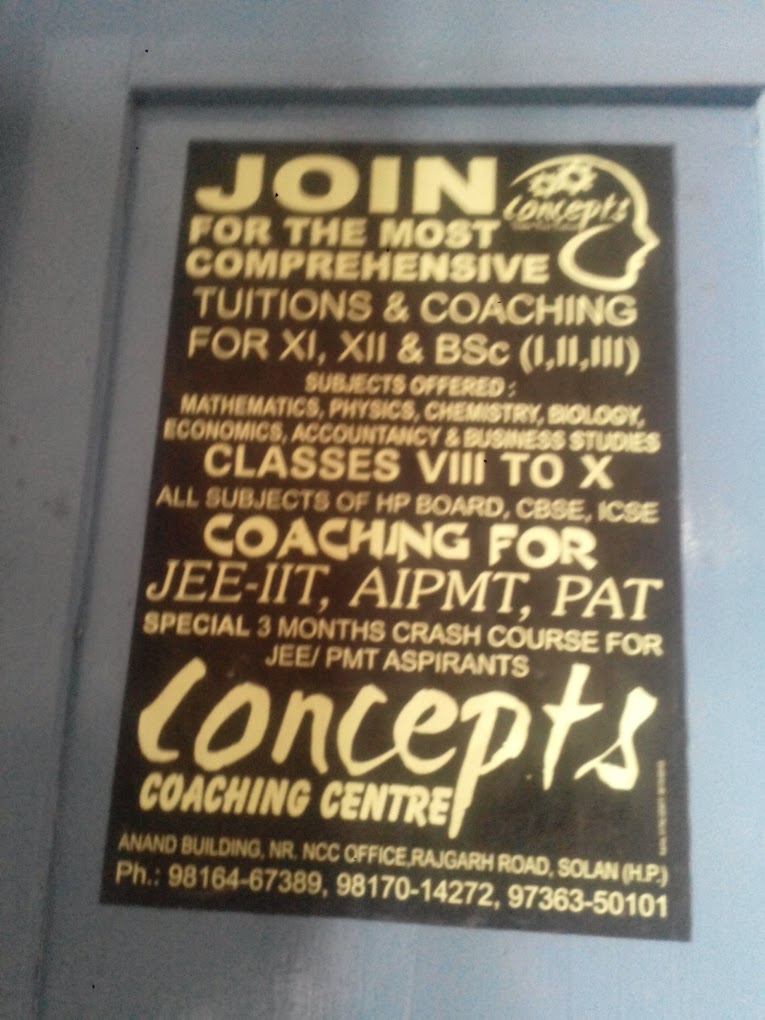 JOIN
concepts
FOR THE MOST
COMPREHENSIVE
TUITIONS & COACHING
FOR XI, XII & BSc (I,II,III)
SUBJECTS OFFERED :
MATHEMATICS, PHYSICS, CHEMISTRY, BIOLOGY,
ECONOMICS, ACCOUNTANCY & BUSINESS STUDIES
CLASSES VIII TO X
ALL SUBJECTS OF HP BOARD, CBSE, ICSE
COACHING FOR
JEE-IIT, AIPMT, PAT
SPECIAL 3 MONTHS CRASH COURSE FOR
JEE/ PMT ASPIRANTS
concepts
COACHING CENTRE
ANAND BUILDING, NR. NCC OFFICE,RAJGARH ROAD, SOLAN (H.P.)
Ph.: 98164-67389, 98170-14272, 97363-50101